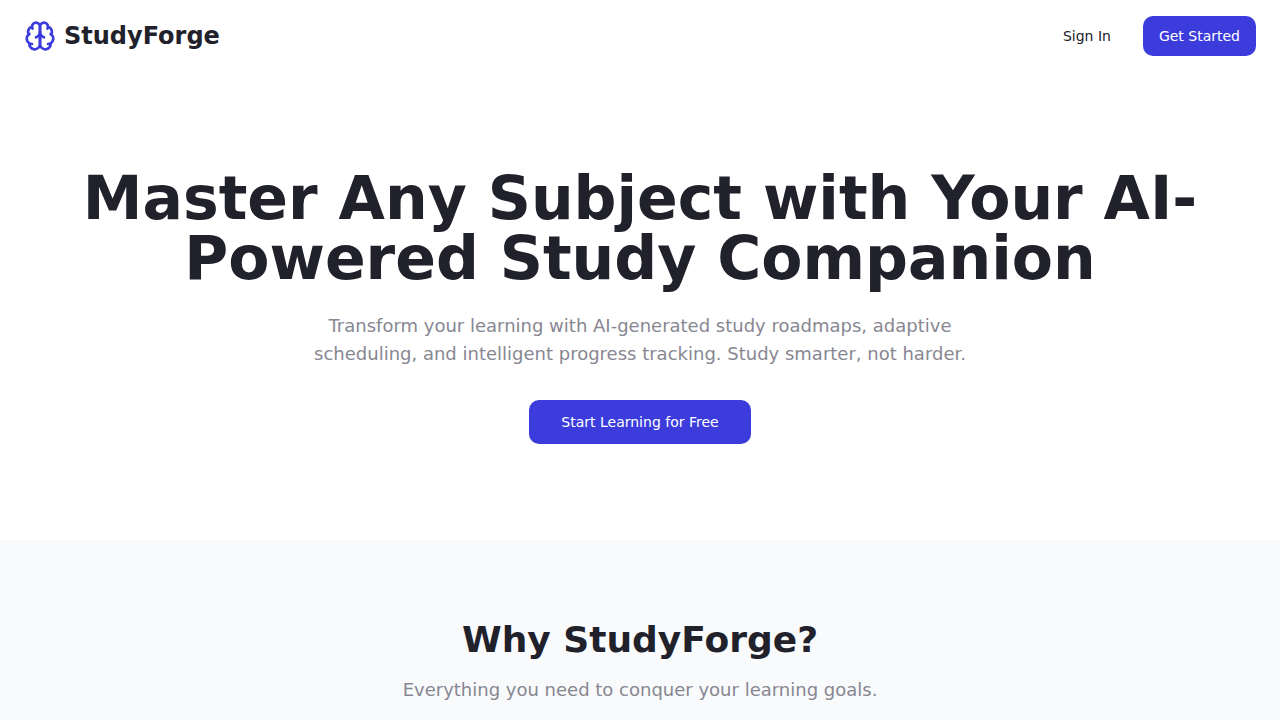 StudyForge
Sign In
Get Started
Master Any Subject with Your AI-
Powered Study Companion
Transform your learning with AI-generated study roadmaps, adaptive
scheduling, and intelligent progress tracking. Study smarter, not harder.
Start Learning for Free
Why StudyForge?
Everything you need to conquer your learning goals.